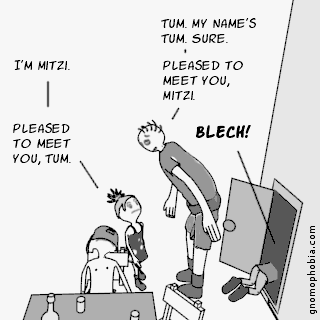 TUM. MY NAME'S
TUM. SURE.
I'M MITZI.
PLEASED TO
MEET YOU,
MITZI.
PLEASED
TO MEET
YOU, TUM.
BLECH!
gnomophobia.com